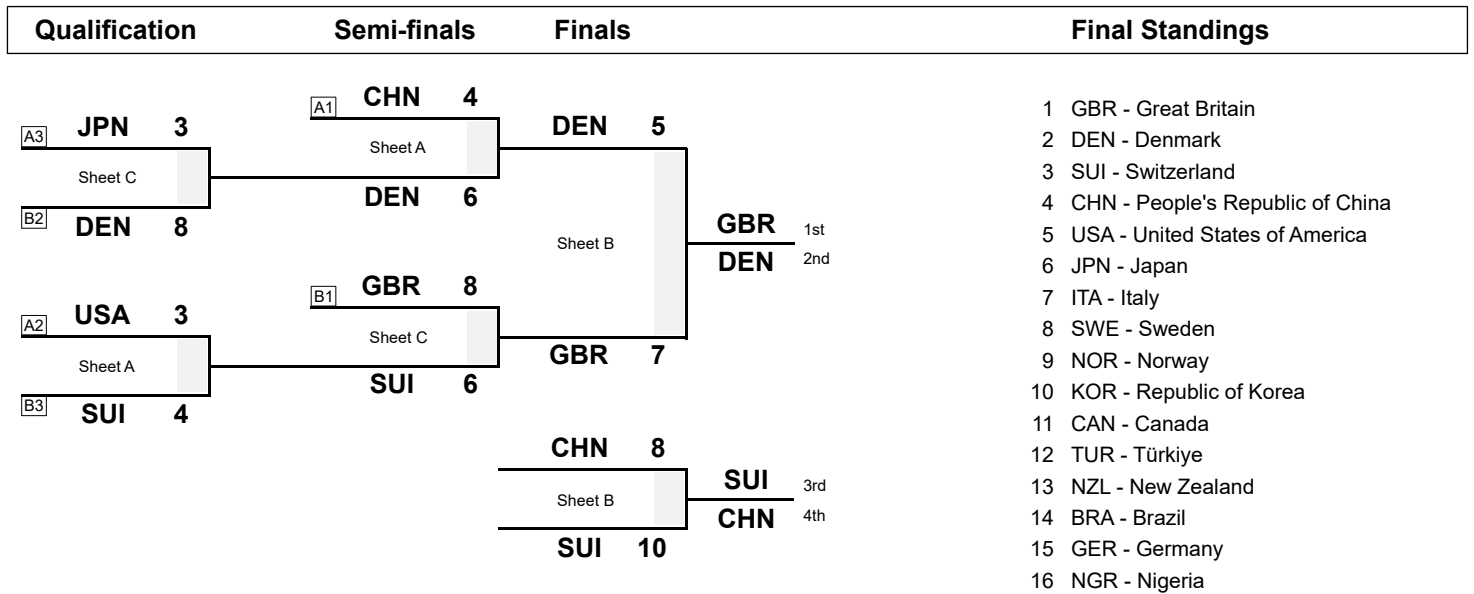 Qualification Semi-finals Finals Final Standings
A3 JPN 3
Sheet C
B2 DEN 8
A2 USA 3
Sheet A
B3 SUI 4
A1 CHN 4
Sheet A
DEN 6
B1 GBR 8
Sheet C
SUI 6
DEN 5
Sheet B
GBR 7
CHN 8
Sheet B
SUI 10
GBR 1st
DEN 2nd
SUI 3rd
CHN 4th
1 GBR - Great Britain
2 DEN - Denmark
3 SUI - Switzerland
4 CHN - People's Republic of China
5 USA - United States of America
6 JPN - Japan
7 ITA - Italy
8 SWE - Sweden
9 NOR - Norway
10 KOR - Republic of Korea
11 CAN - Canada
12 TUR - Türkiye
13 NZL - New Zealand
14 BRA - Brazil
15 GER - Germany
16 NGR - Nigeria